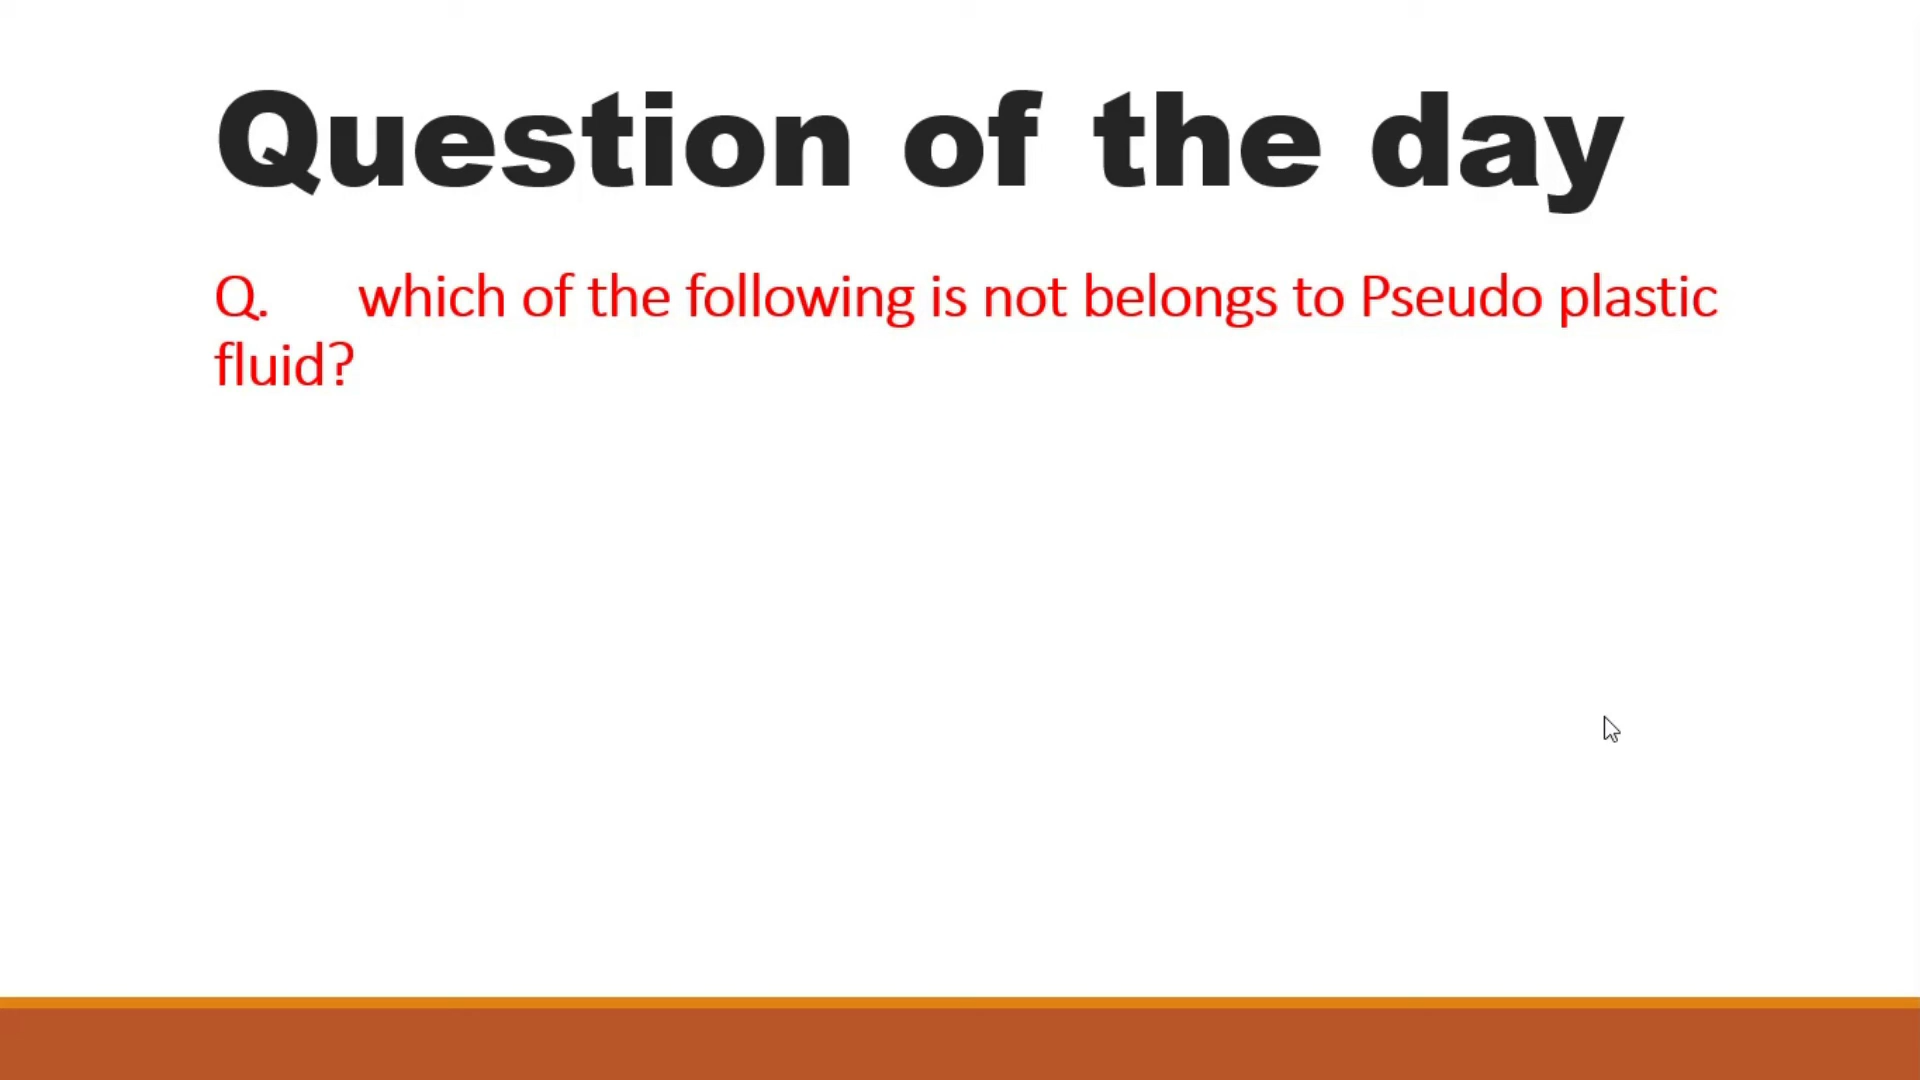 Question of the day
Q. which of the following is not belongs to Pseudo plastic
fluid?